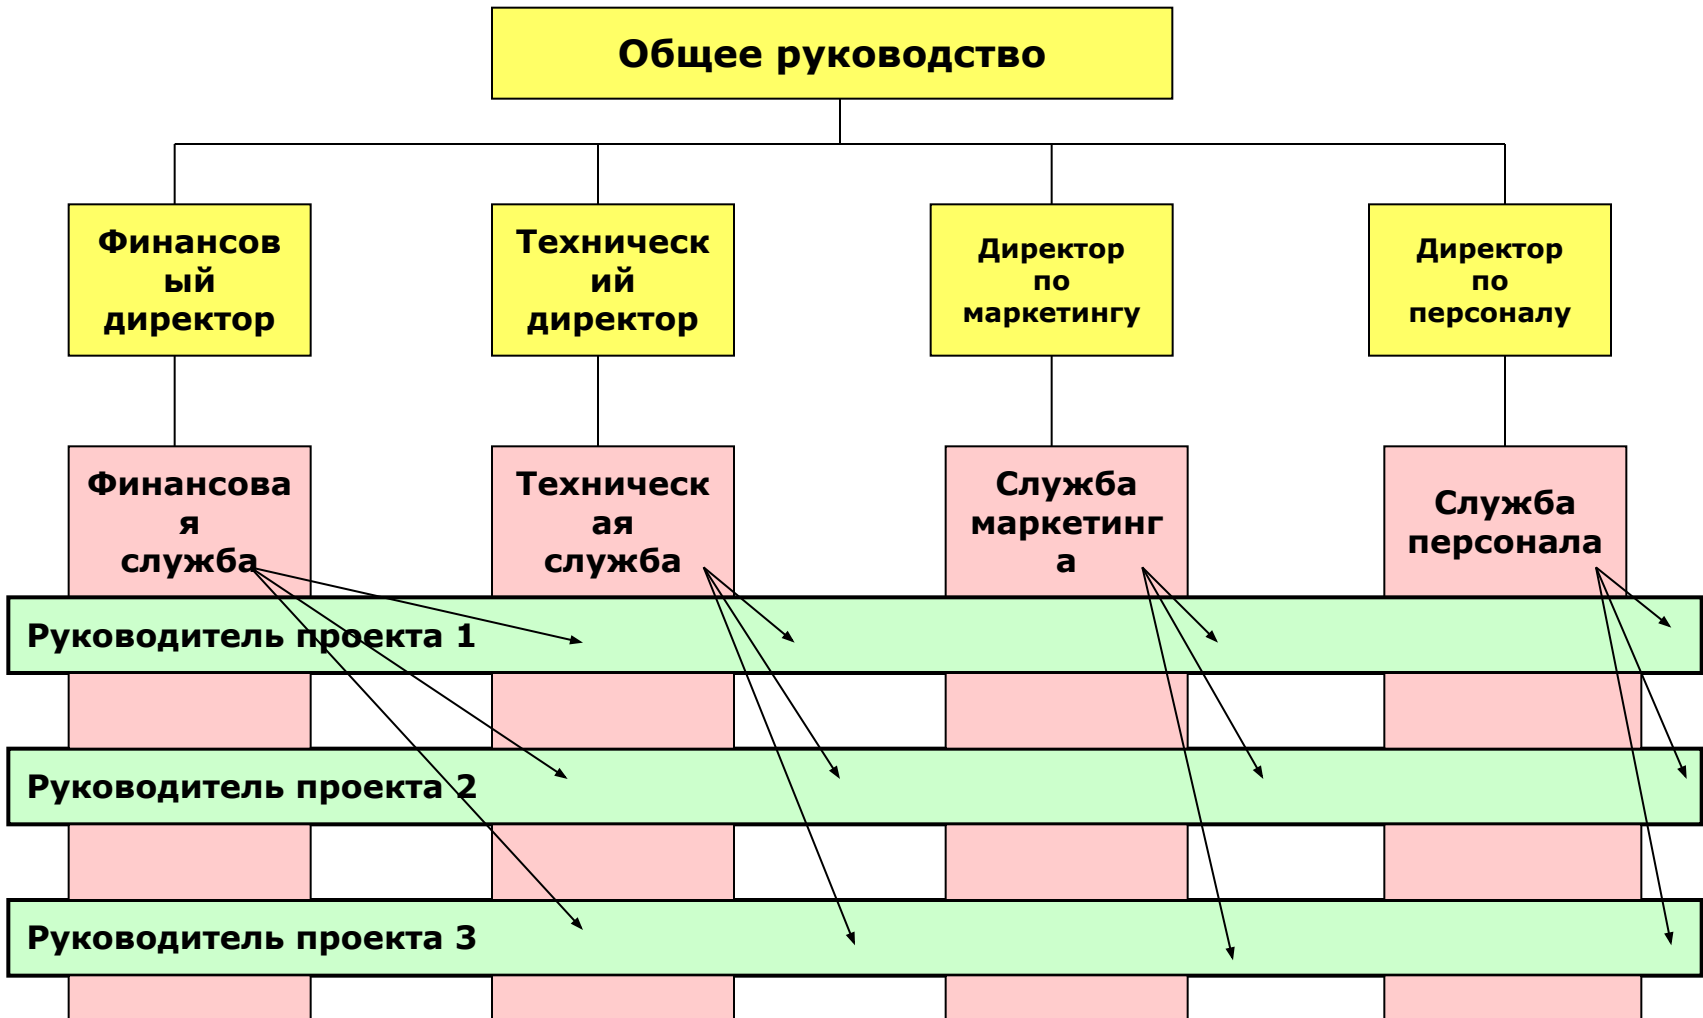 Общее руководство
Финансов
ый
директор
Техническ
ий
директор
Директор
по
маркетингу
Директор
по
персоналу
Финансова
я
служба
Техническ
ая
служба
Служба
маркетинг
а
Служба
персонала
Руководитель проекта 1
Руководитель проекта 2
Руководитель проекта 3